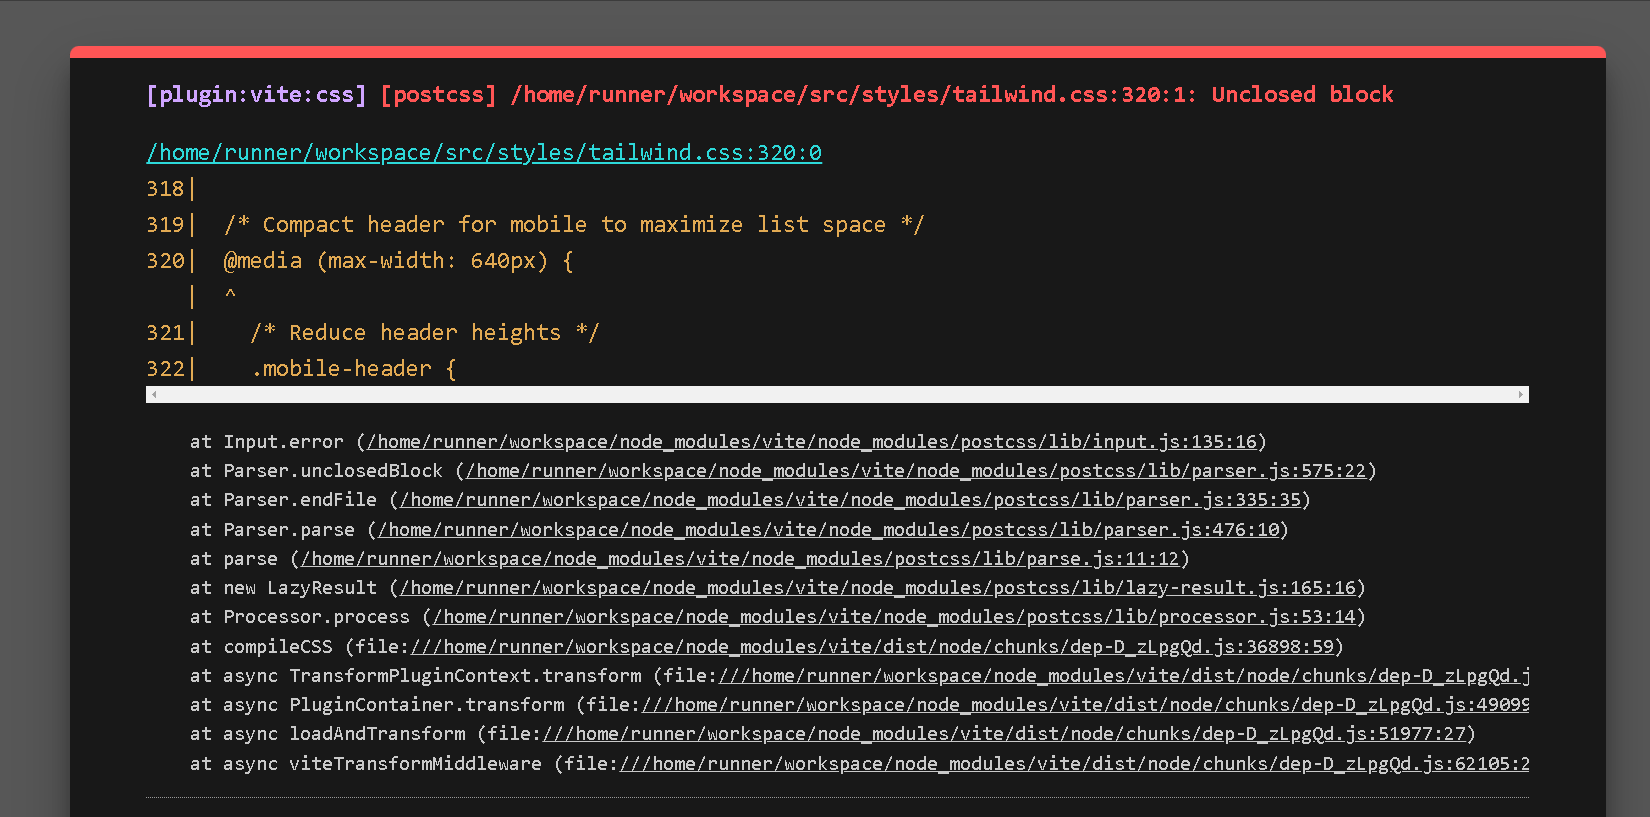 [plugin:vite:css] [postcss] /home/runner/workspace/src/styles/tailwind.css:320:1: Unclosed block
/home/runner/workspace/src/styles/tailwind.css:320:0
318|
319|  /* Compact header for mobile to maximize list space */
320|  @media (max-width: 640px) {
   |  ^
321|    /* Reduce header heights */
322|    .mobile-header {
at Input.error (/home/runner/workspace/node_modules/vite/node_modules/postcss/lib/input.js:135:16)
at Parser.unclosedBlock (/home/runner/workspace/node_modules/vite/node_modules/postcss/lib/parser.js:575:22)
at Parser.endFile (/home/runner/workspace/node_modules/vite/node_modules/postcss/lib/parser.js:335:35)
at Parser.parse (/home/runner/workspace/node_modules/vite/node_modules/postcss/lib/parser.js:476:10)
at parse (/home/runner/workspace/node_modules/vite/node_modules/postcss/lib/parse.js:11:12)
at new LazyResult (/home/runner/workspace/node_modules/vite/node_modules/postcss/lib/lazy-result.js:165:16)
at Processor.process (/home/runner/workspace/node_modules/vite/node_modules/postcss/lib/processor.js:53:14)
at compileCSS (file:///home/runner/workspace/node_modules/vite/dist/node/chunks/dep-D_zLpgQd.js:36898:59)
at async TransformPluginContext.transform (file:///home/runner/workspace/node_modules/vite/dist/node/chunks/dep-D_zLpgQd.j
at async PluginContainer.transform (file:///home/runner/workspace/node_modules/vite/dist/node/chunks/dep-D_zLpgQd.js:49099
at async loadAndTransform (file:///home/runner/workspace/node_modules/vite/dist/node/chunks/dep-D_zLpgQd.js:51977:27)
at async viteTransformMiddleware (file:///home/runner/workspace/node_modules/vite/dist/node/chunks/dep-D_zLpgQd.js:62105:2